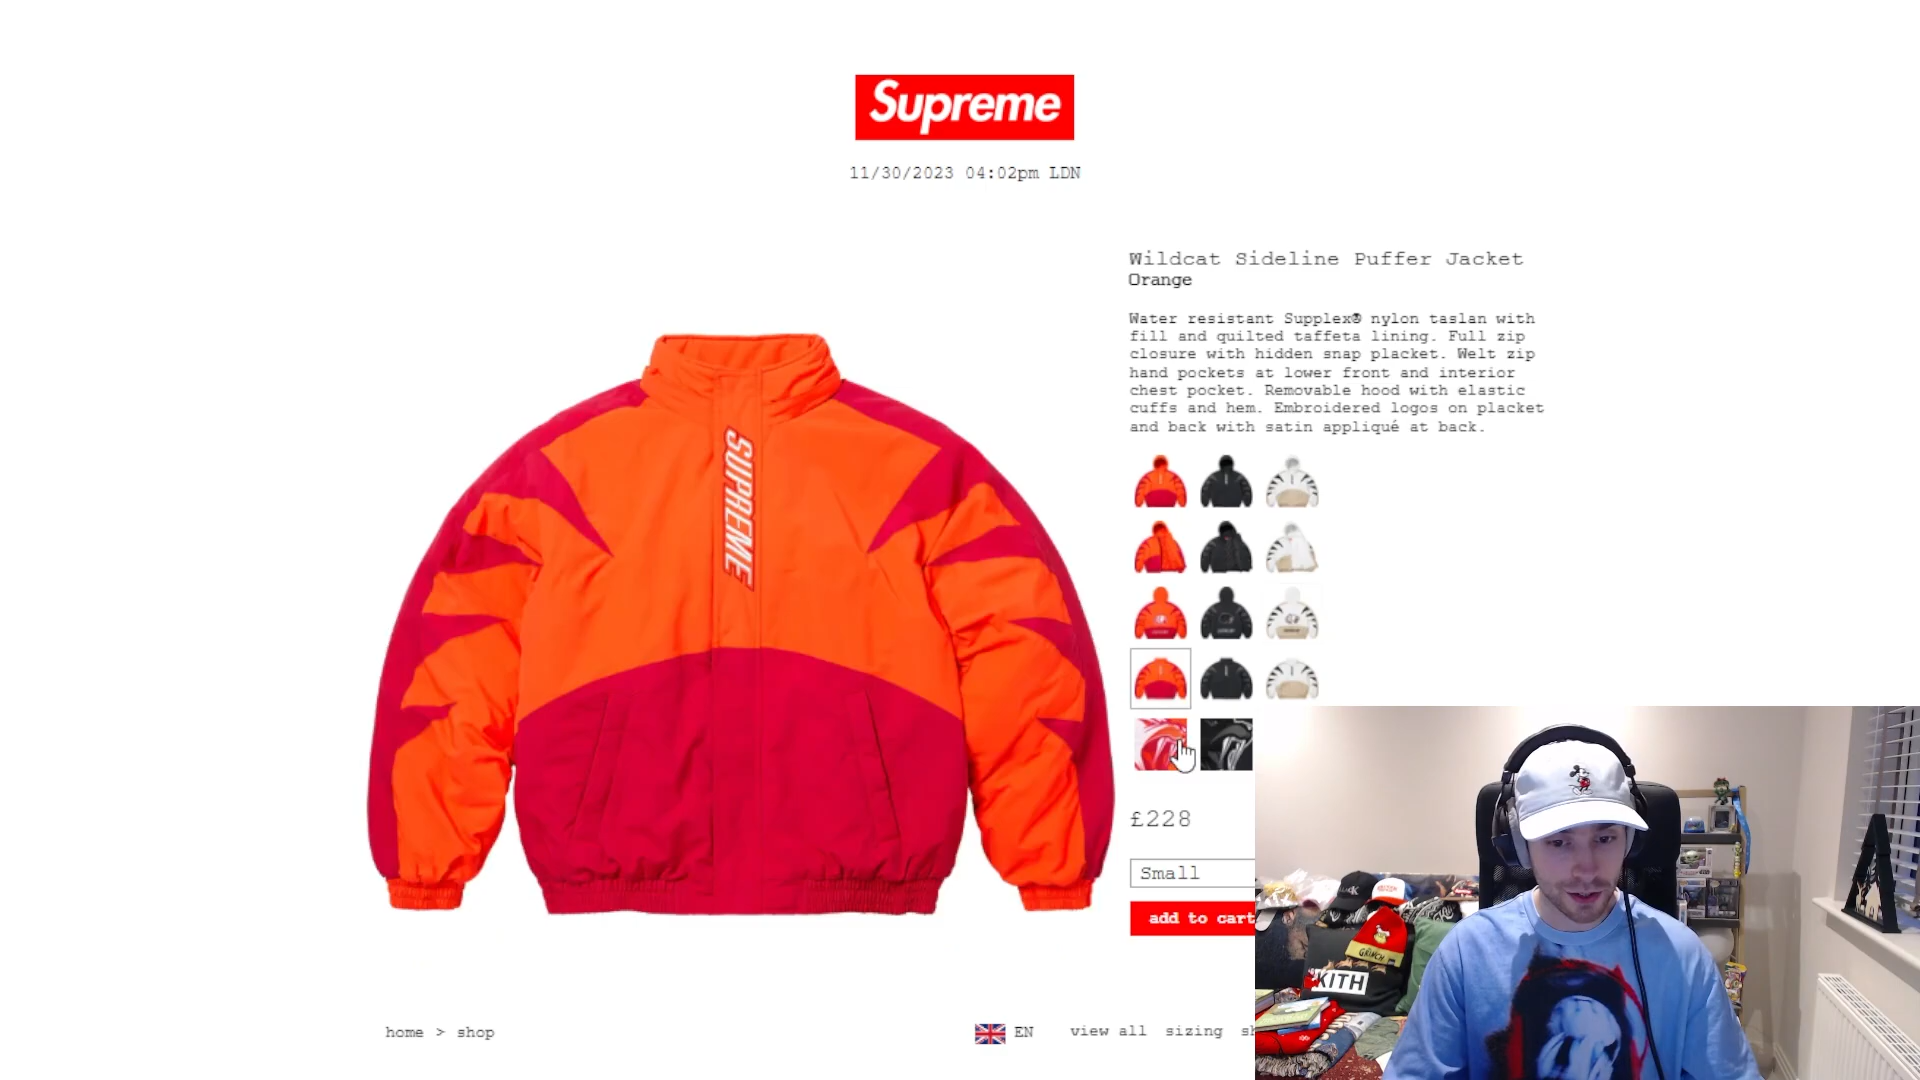 Supreme
11/30/2023 04:02pm LDN
Wildcat Sideline Puffer Jacket
Orange
Water resistant Supplex® nylon taslan with
fill and quilted taffeta lining. Full zip
closure with hidden snap placket. Welt zip
hand pockets at lower front and interior
chest pocket. Removable hood with elastic
cuffs and hem. Embroidered logos on placket
and back with satin appliqué at back.
SUPREME
£228
Small
add to cart
GRINCH
KITH
home > shop
EN view all sizing